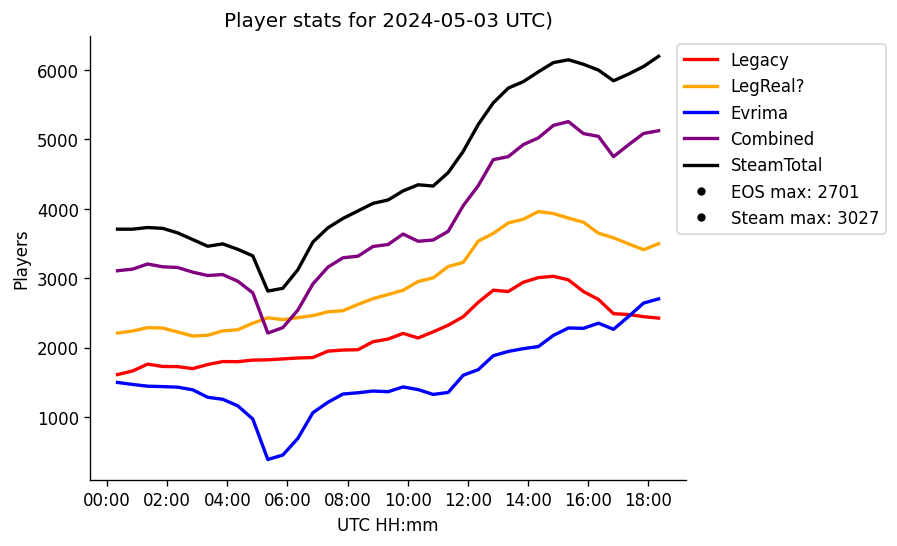 Player stats for 2024-05-03 UTC)
Legacy
LegReal?
Evrima
Combined
SteamTotal
EOS max: 2701
Steam max: 3027
Players
6000
5000
4000
3000
2000
1000
00:00 02:00 04:00 06:00 08:00 10:00 12:00 14:00 16:00 18:00
UTC HH:mm